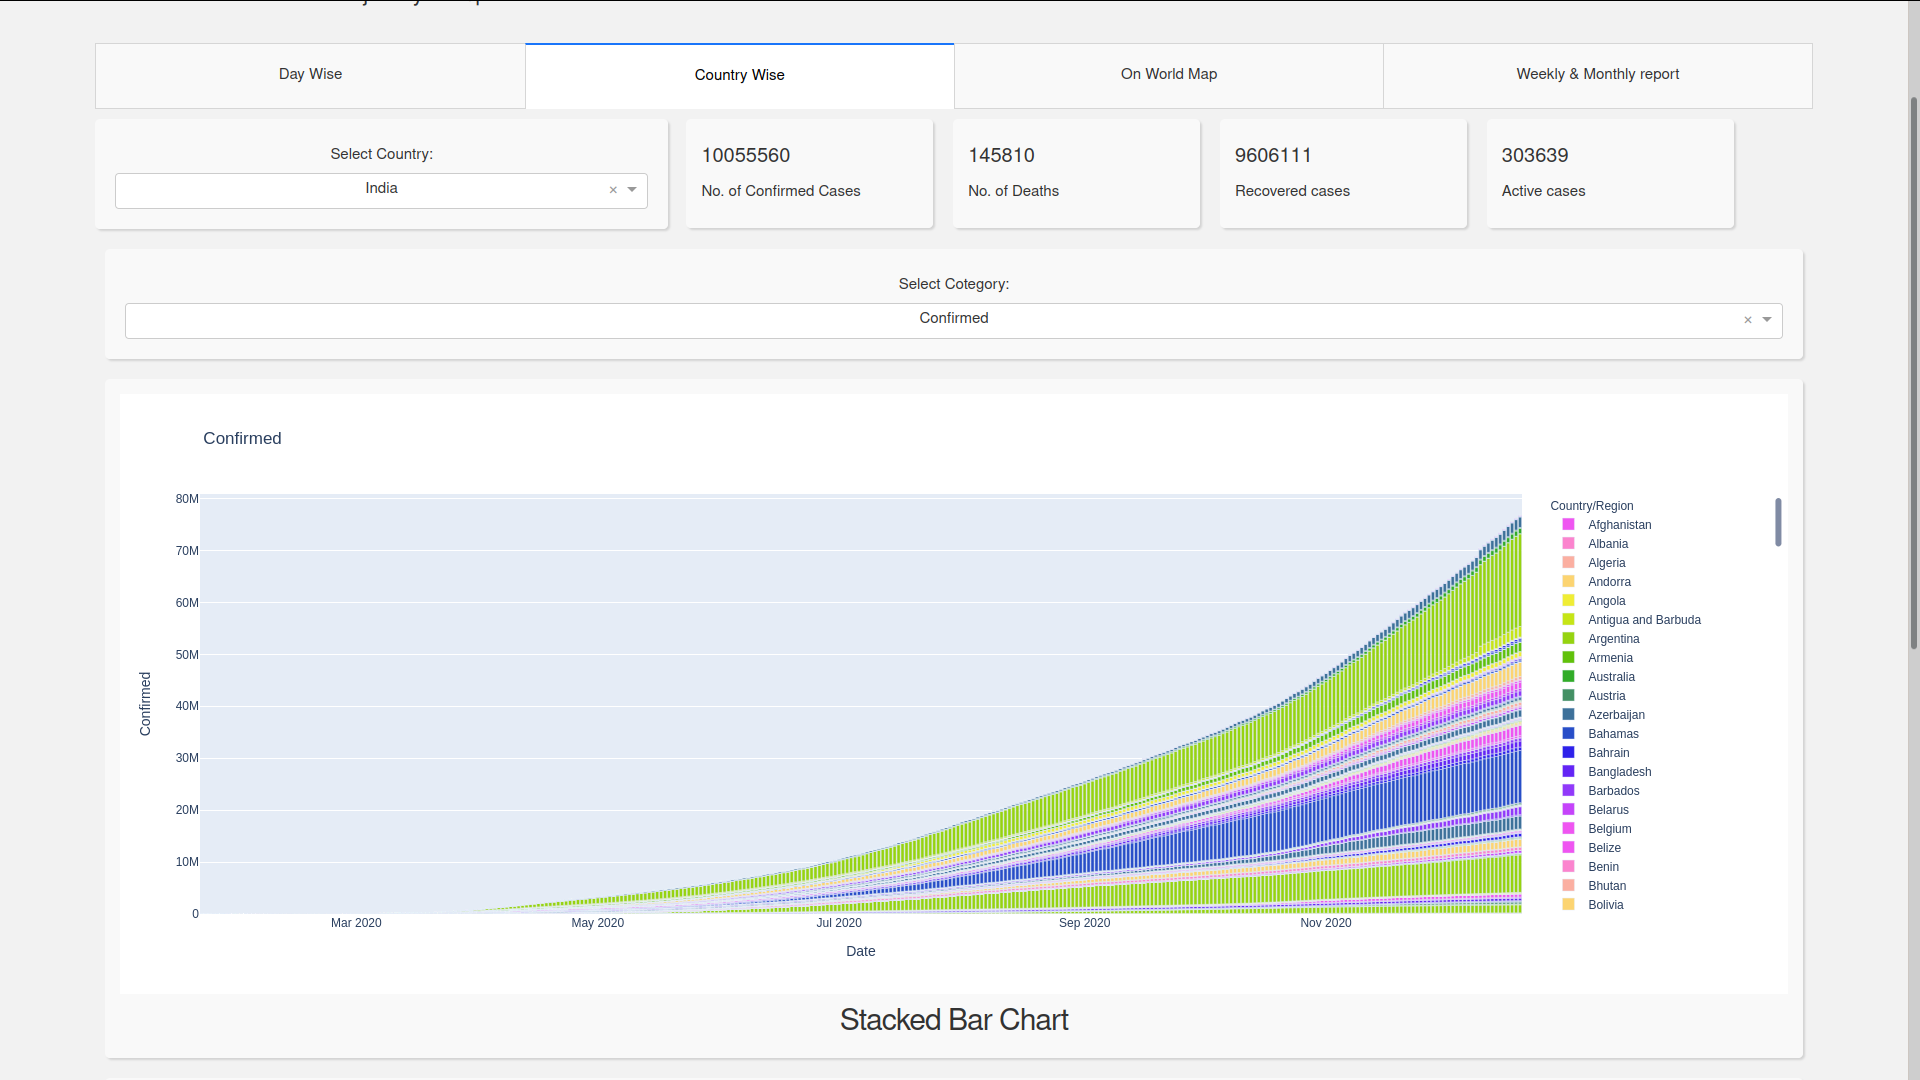 Day Wise
Country Wise
On World Map
Weekly & Monthly report
Select Country:
India
×
10055560
No. of Confirmed Cases
145810
No. of Deaths
9606111
Recovered cases
303639
Active cases
Select Cotegory:
Confirmed
×
Confirmed
80M
70M
60M
50M
40M
30M
20M
10M
0
Confirmed
Mar 2020
May 2020
Jul 2020
Sep 2020
Nov 2020
Date
Country/Region
Afghanistan
Albania
Algeria
Andorra
Angola
Antigua and Barbuda
Argentina
Armenia
Australia
Austria
Azerbaijan
Bahamas
Bahrain
Bangladesh
Barbados
Belarus
Belgium
Belize
Benin
Bhutan
Bolivia
Stacked Bar Chart